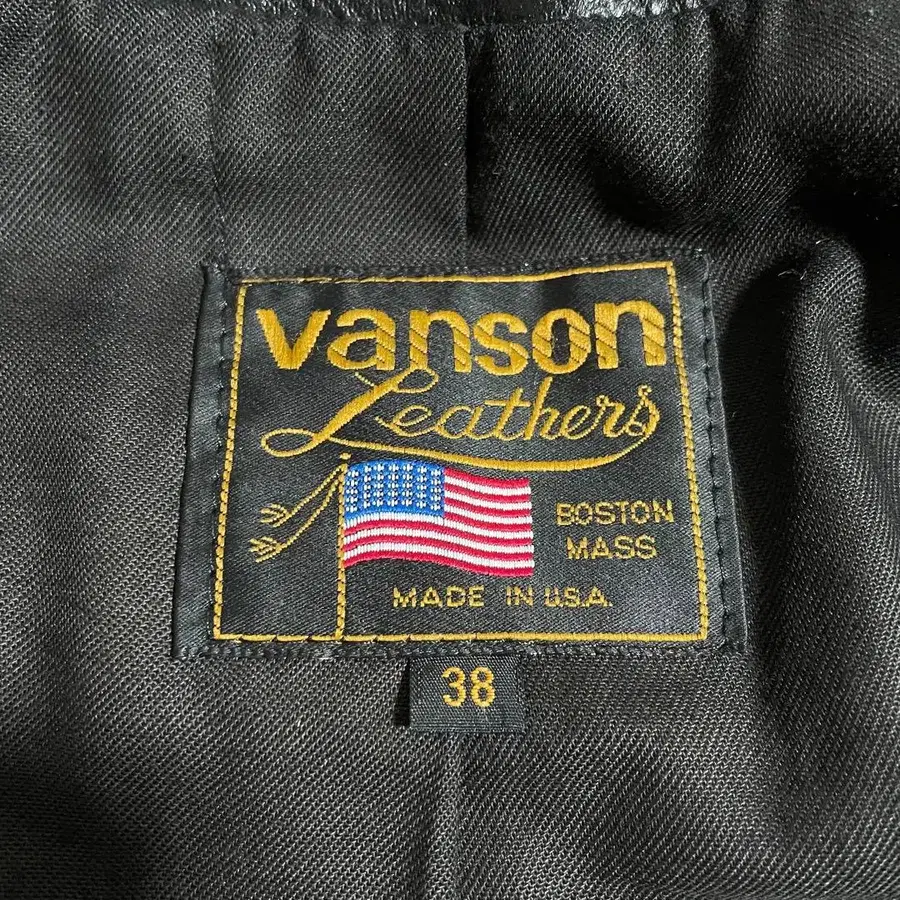 vanson
Leathers
BOSTON
MASS
MADE IN U.S.A.
38